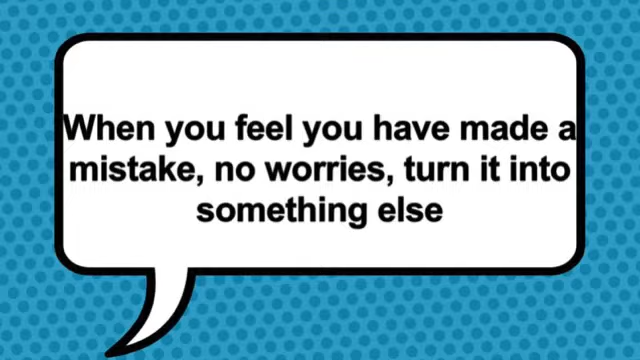 When you feel you have made a
mistake, no worries, turn it into
something else